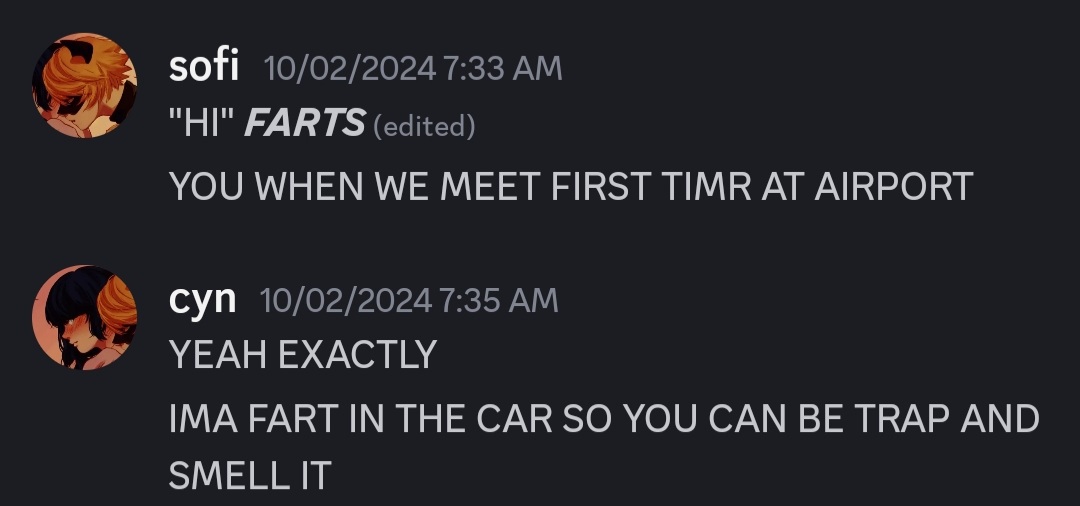 sofi 10/02/2024 7:33 AM
"HI" FARTS (edited)
YOU WHEN WE MEET FIRST TIMR AT AIRPORT
cyn 10/02/2024 7:35 AM
YEAH EXACTLY
IMA FART IN THE CAR SO YOU CAN BE TRAP AND
SMELL IT